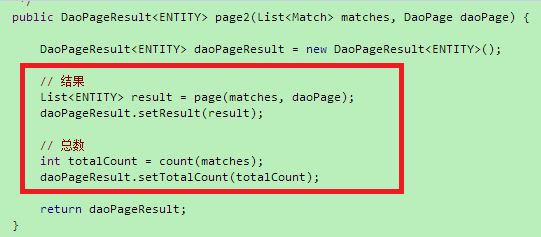 */
public DaoPageResult<ENTITY> page2(List<Match> matches, DaoPage daoPage) {
DaoPageResult<ENTITY> daoPageResult = new DaoPageResult<ENTITY>();
// 结果
List<ENTITY> result = page(matches, daoPage);
daoPageResult.setResult(result);
// 总数
int totalCount = count(matches);
daoPageResult.setTotalCount(totalCount);
return daoPageResult;
}